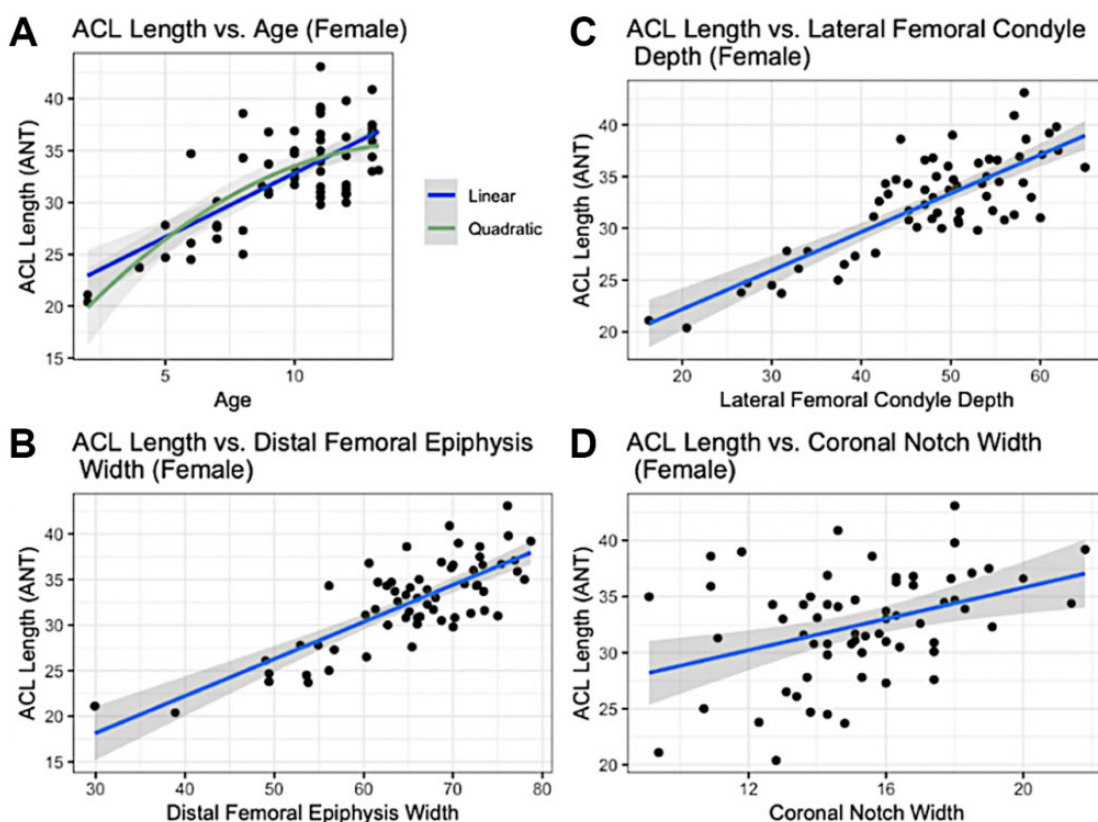 A
ACL Length vs. Age (Female)
ACL Length (ANT)
40
35
30
25
20
15
5
10
Age
Linear
Quadratic
C
ACL Length vs. Lateral Femoral Condyle
Depth (Female)
ACL Length (ANT)
40
35
30
25
20
20
30
40
50
60
Lateral Femoral Condyle Depth
B
ACL Length vs. Distal Femoral Epiphysis
Width (Female)
ACL Length (ANT)
40
35
30
25
20
15
30
40
50
60
70
80
Distal Femoral Epiphysis Width
D
ACL Length vs. Coronal Notch Width
(Female)
ACL Length (ANT)
40
35
30
25
20
12
16
20
Coronal Notch Width